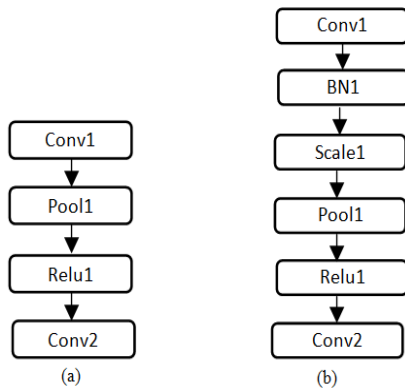 Conv1
Pool1
Relu1
Conv2
(a)
Conv1
BN1
Scale1
Pool1
Relu1
Conv2
(b)